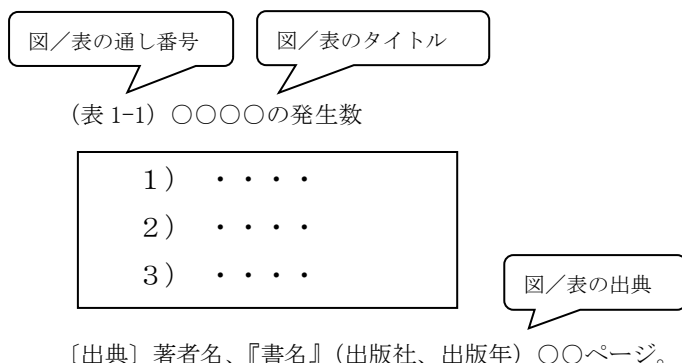 図／表の通し番号
図／表のタイトル
（表 1-1）○○○○の発生数
１）　・・・・
２）　・・・・
３）　・・・・
図／表の出典
〔出典〕著者名、『書名』（出版社、出版年）○○ページ。